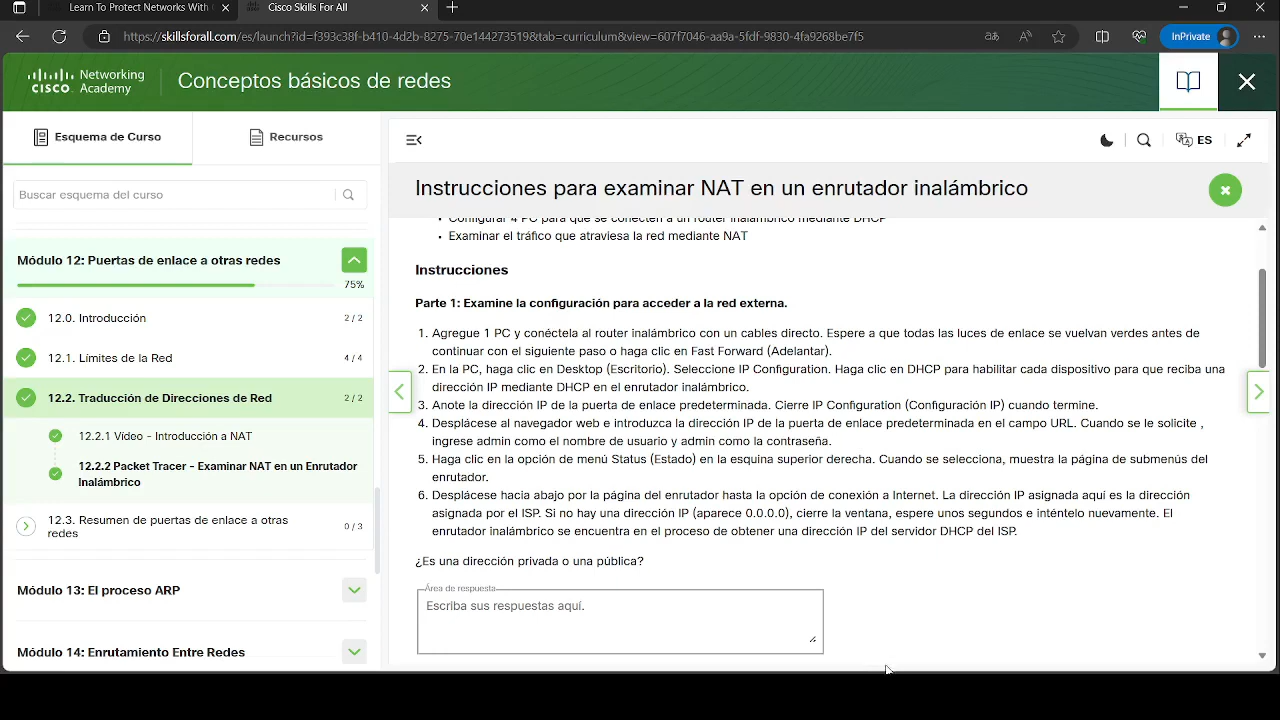 Learn To Protect Networks With
Cisco Skills For All
https://skillsforall.com/es/launch?id=f393c38f-b410-4d2b-8275-70e144273519&tab=curriculum&view=607f7046-aa9a-5fdf-9830-4fa9268be7f5
InPrivate
Networking
CISCO Academy
Conceptos básicos de redes
Esquema de Curso
Recursos
ES
Buscar esquema del curso
Módulo 12: Puertas de enlace a otras redes
75%
12.0. Introducción
2 / 2
12.1. Límites de la Red
4 / 4
12.2. Traducción de Direcciones de Red
2 / 2
12.2.1 Vídeo - Introducción a NAT
12.2.2 Packet Tracer - Examinar NAT en un Enrutador
Inalámbrico
12.3. Resumen de puertas de enlace a otras
redes
0 / 3
Módulo 13: El proceso ARP
Módulo 14: Enrutamiento Entre Redes
Instrucciones para examinar NAT en un enrutador inalámbrico
• Configurar 4 PC para que se conecten a un router inalámbrico mediante DHCP
• Examinar el tráfico que atraviesa la red mediante NAT
Instrucciones
Parte 1: Examine la configuración para acceder a la red externa.
1. Agregue 1 PC y conéctela al router inalámbrico con un cables directo. Espere a que todas las luces de enlace se vuelvan verdes antes de
continuar con el siguiente paso o haga clic en Fast Forward (Adelantar).
2. En la PC, haga clic en Desktop (Escritorio). Seleccione IP Configuration. Haga clic en DHCP para habilitar cada dispositivo para que reciba una
dirección IP mediante DHCP en el enrutador inalámbrico.
3. Anote la dirección IP de la puerta de enlace predeterminada. Cierre IP Configuration (Configuración IP) cuando termine.
4. Desplácese al navegador web e introduzca la dirección IP de la puerta de enlace predeterminada en el campo URL. Cuando se le solicite ,
ingrese admin como el nombre de usuario y admin como la contraseña.
5. Haga clic en la opción de menú Status (Estado) en la esquina superior derecha. Cuando se selecciona, muestra la página de submenús del
enrutador.
6. Desplácese hacia abajo por la página del enrutador hasta la opción de conexión a Internet. La dirección IP asignada aquí es la dirección
asignada por el ISP. Si no hay una dirección IP (aparece 0.0.0.0), cierre la ventana, espere unos segundos e inténtelo nuevamente. El
enrutador inalámbrico se encuentra en el proceso de obtener una dirección IP del servidor DHCP del ISP.
¿Es una dirección privada o una pública?
Área de respuesta
Escriba sus respuestas aquí.